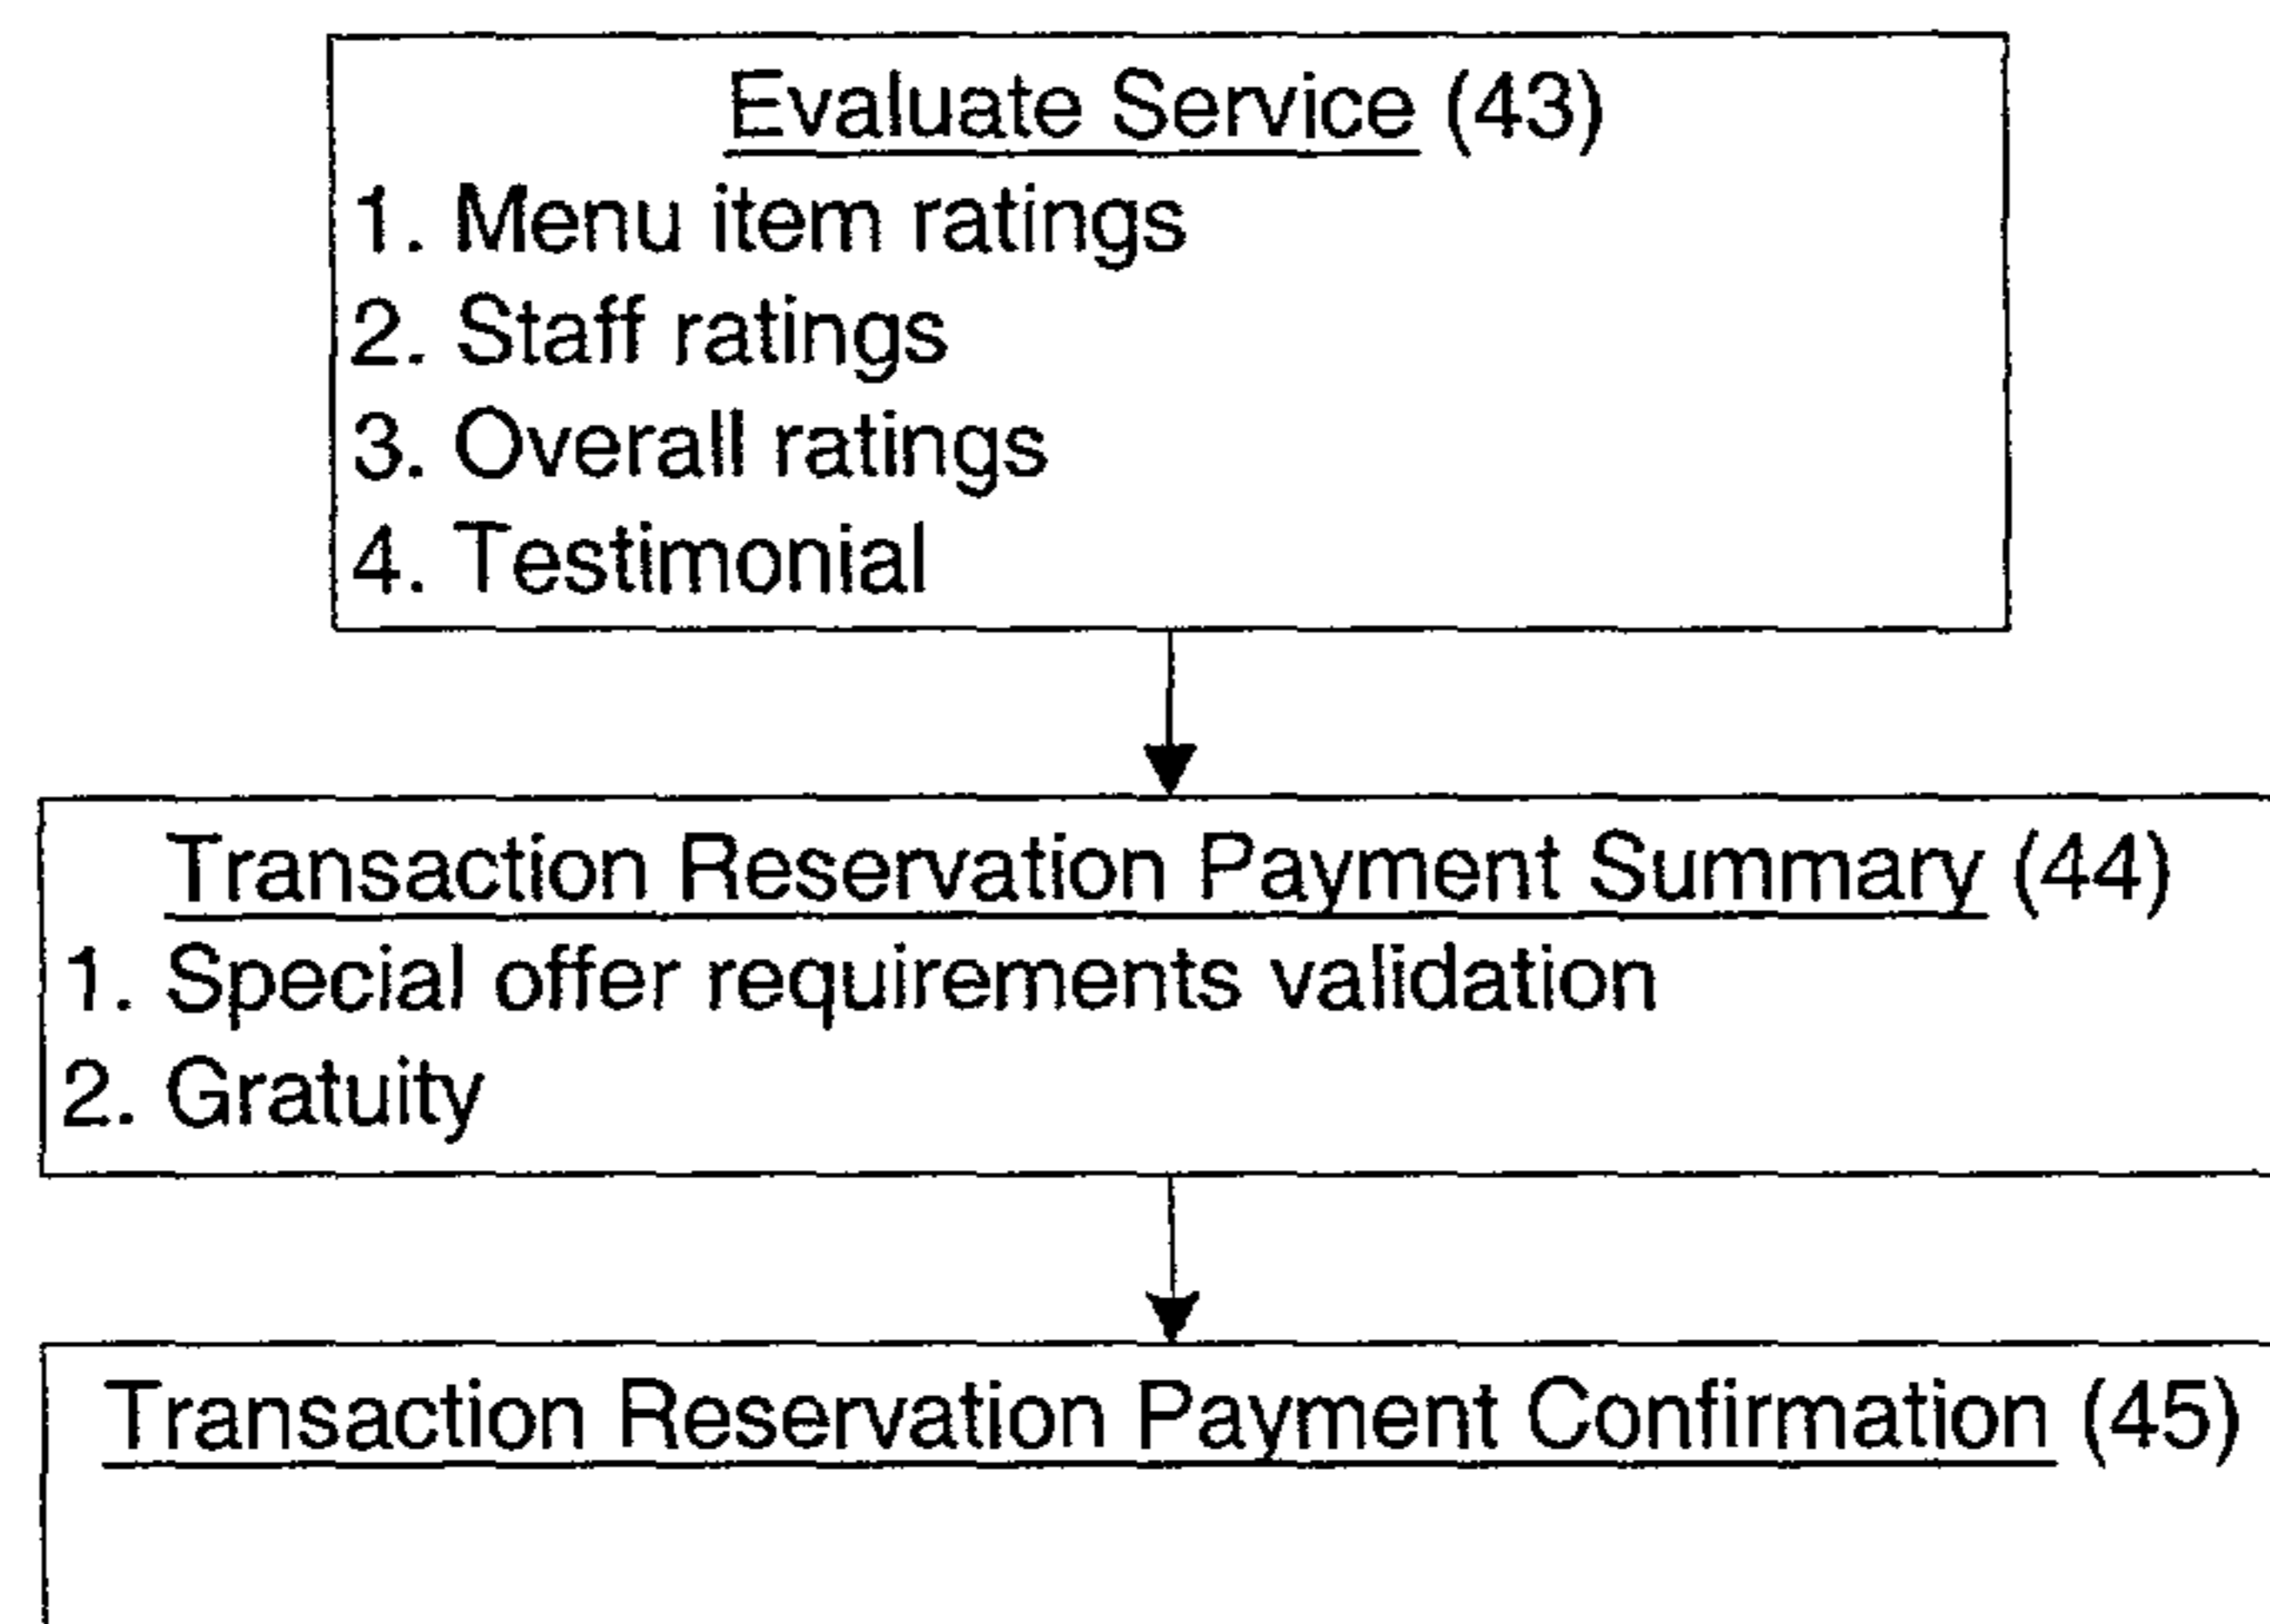 Evaluate Service (43)
1. Menu item ratings
2. Staff ratings
3. Overall ratings
4. Testimonial
Transaction Reservation Payment Summary (44)
1. Special offer requirements validation
2. Gratuity
Transaction Reservation Payment Confirmation (45)